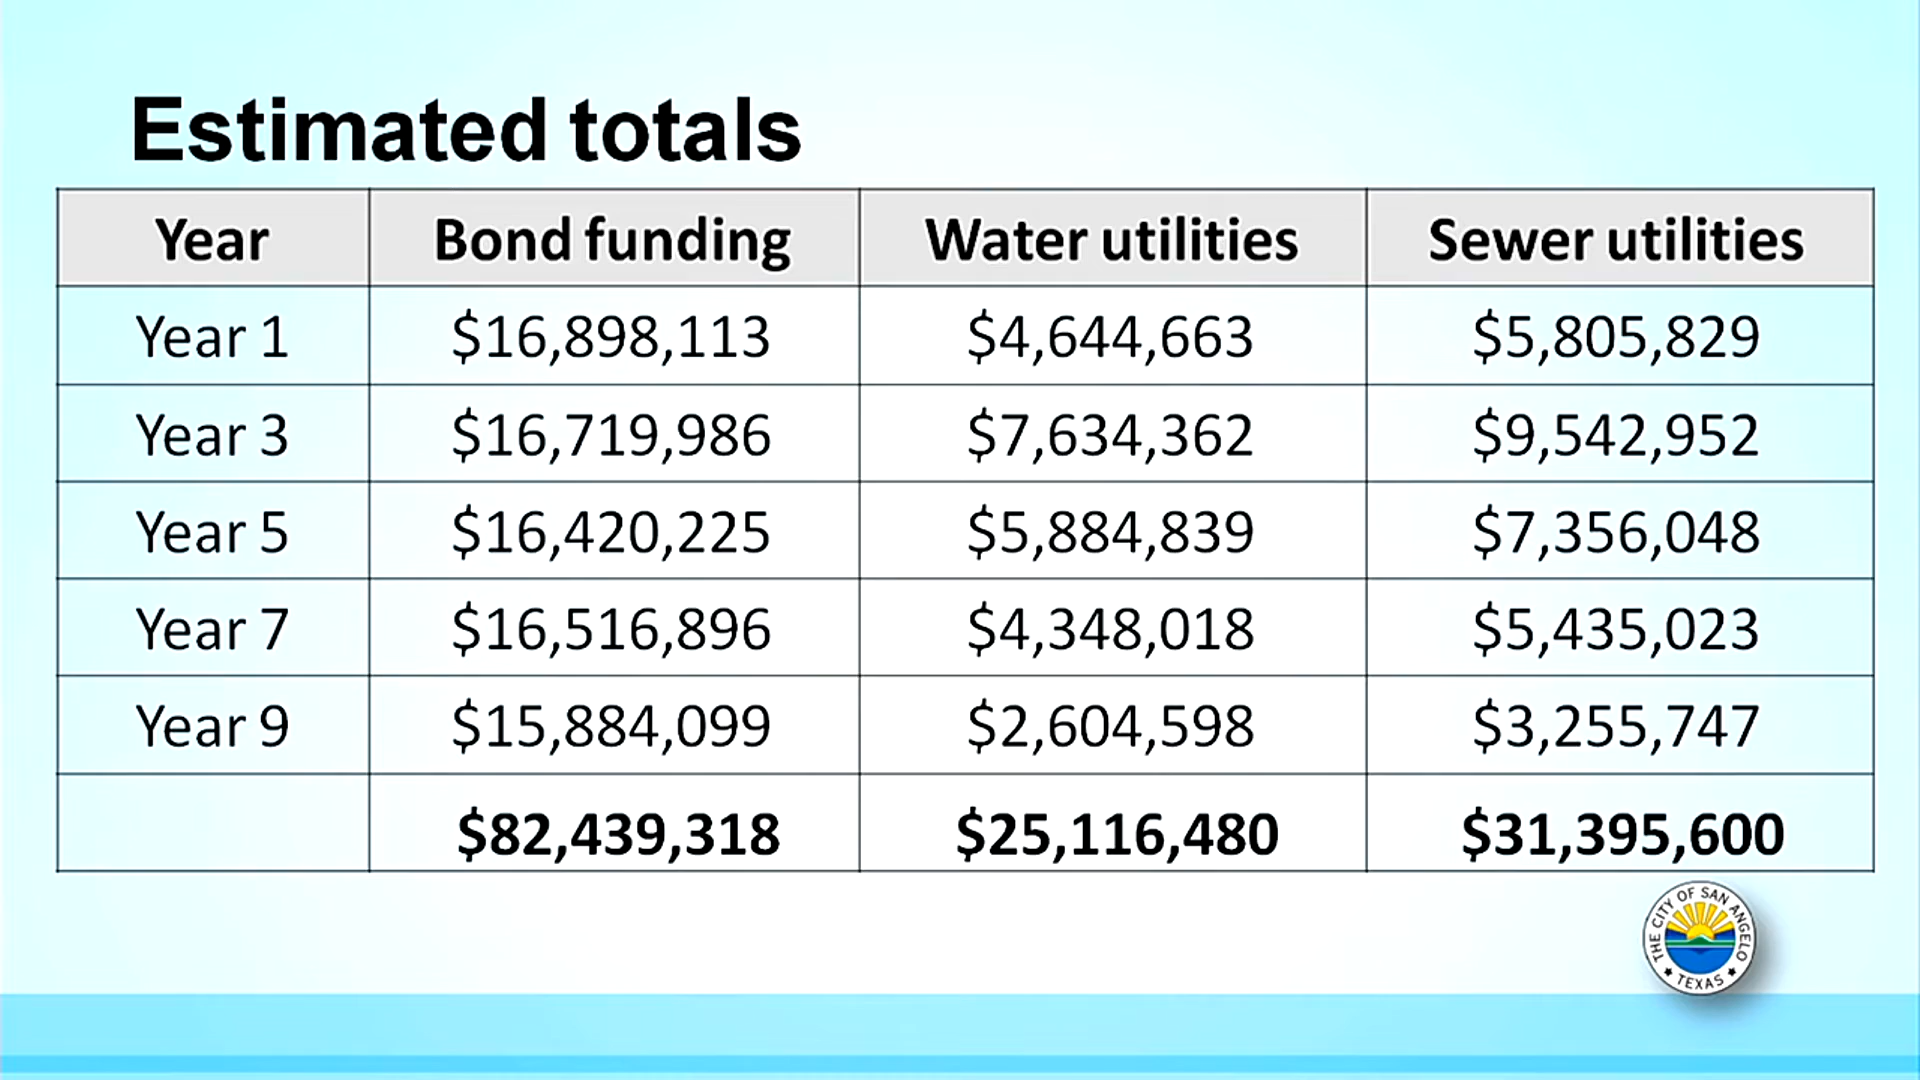 Estimated totals
Year Bond funding Water utilities Sewer utilities
Year 1 $16,898,113 $4,644,663 $5,805,829
Year 3 $16,719,986 $7,634,362 $9,542,952
Year 5 $16,420,225 $5,884,839 $7,356,048
Year 7 $16,516,896 $4,348,018 $5,435,023
Year 9 $15,884,099 $2,604,598 $3,255,747
$82,439,318 $25,116,480 $31,395,600
THE CITY OF SAN ANGELO
TEXAS